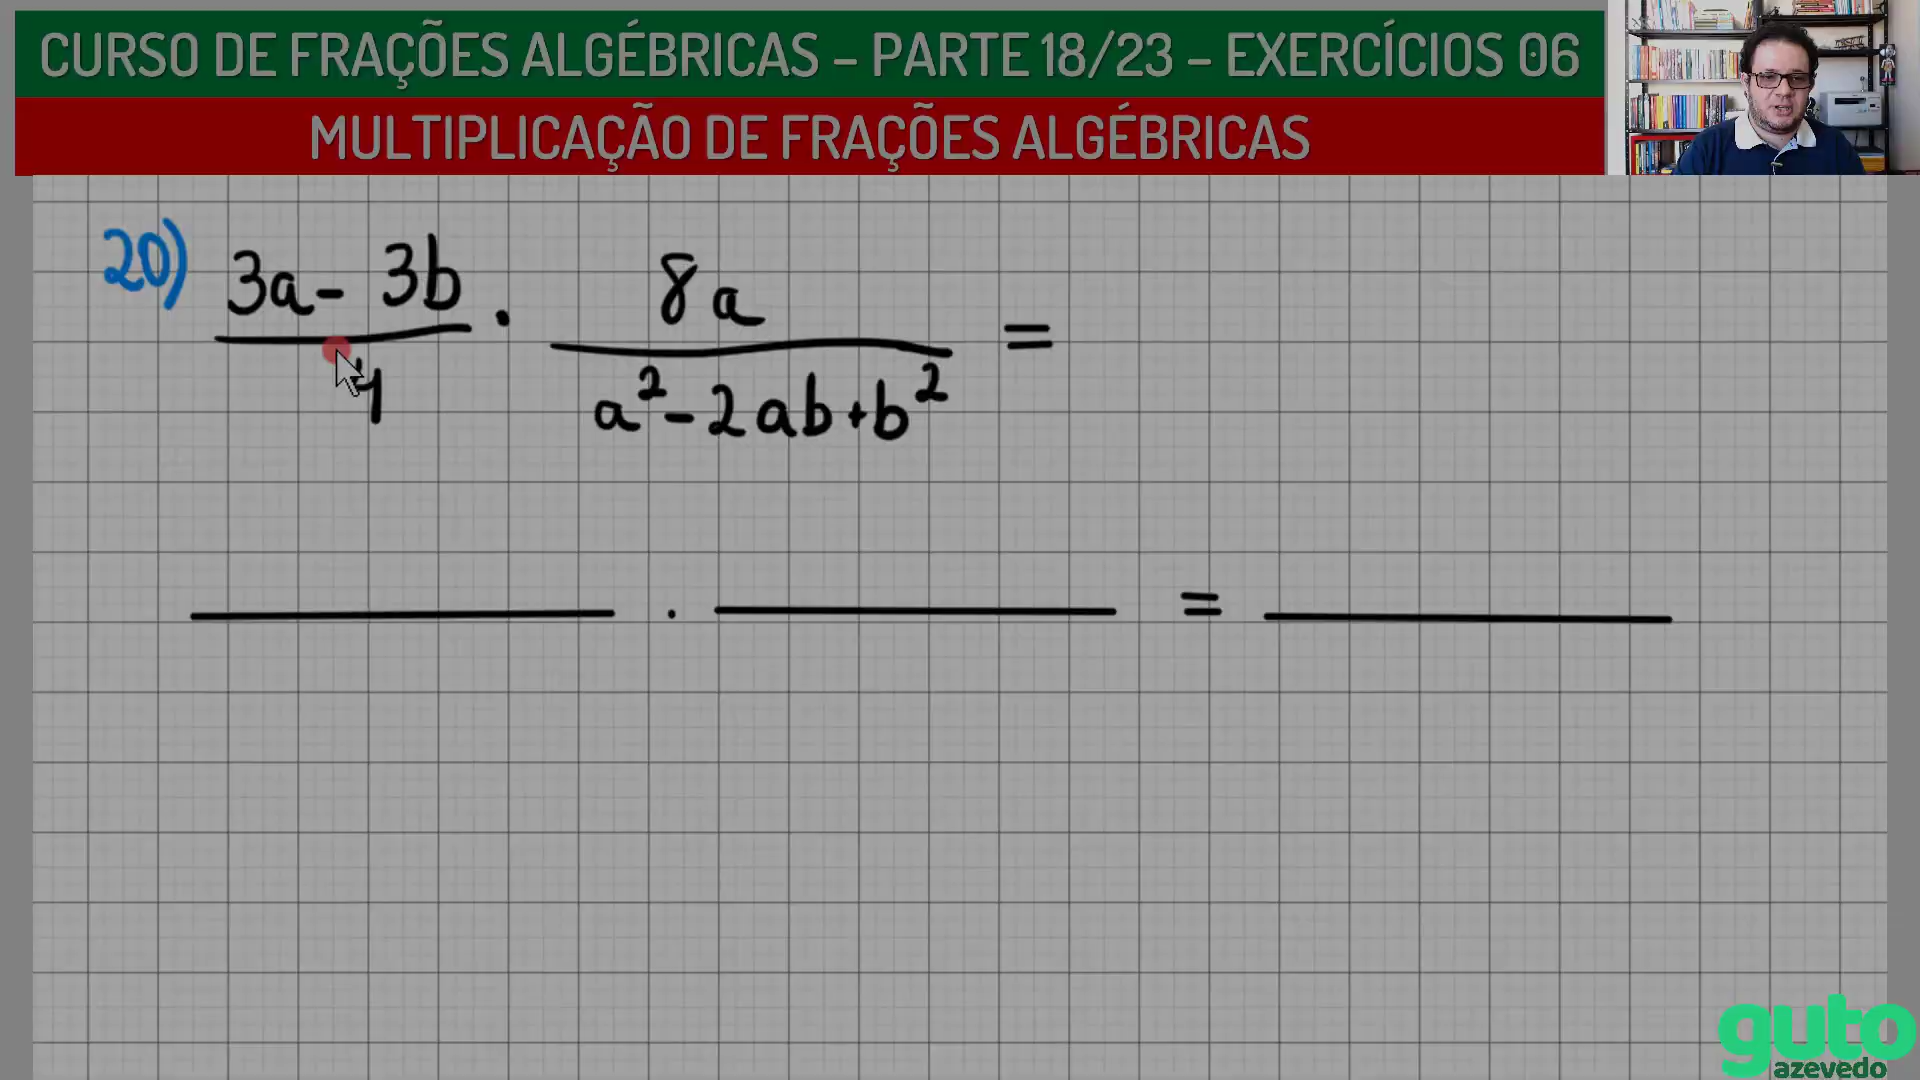 CURSO DE FRAÇÕES ALGÉBRICAS – PARTE 18/23 – EXERCÍCIOS 06
MULTIPLICAÇÃO DE FRAÇÕES ALGÉBRICAS
20) 3a - 3b / 4 . 8a / a² - 2ab + b² =
. =
guto
azevedo